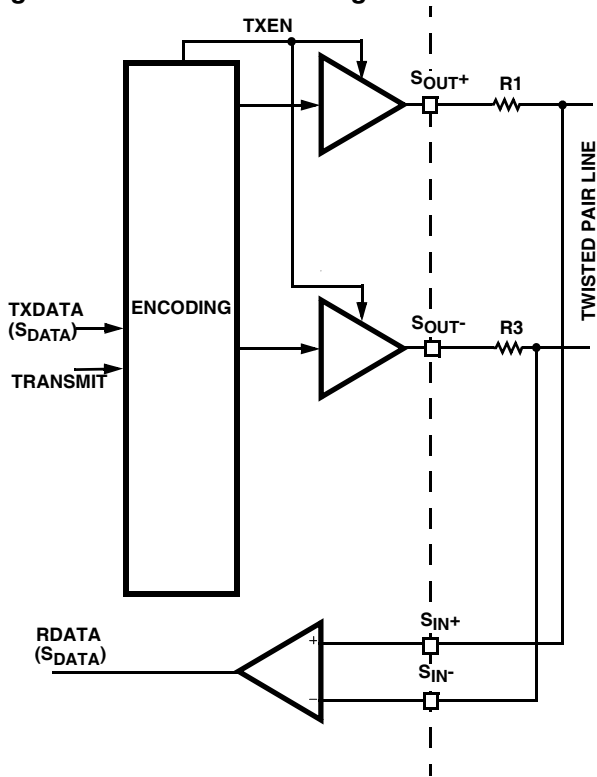 TXEN
SOUT+
R1
TWISTED PAIR LINE
ENCODING
TXDATA
(SDATA)
SOUT-
R3
TRANSMIT
SIN+
RDATA
(SDATA)
+
SIN-
−